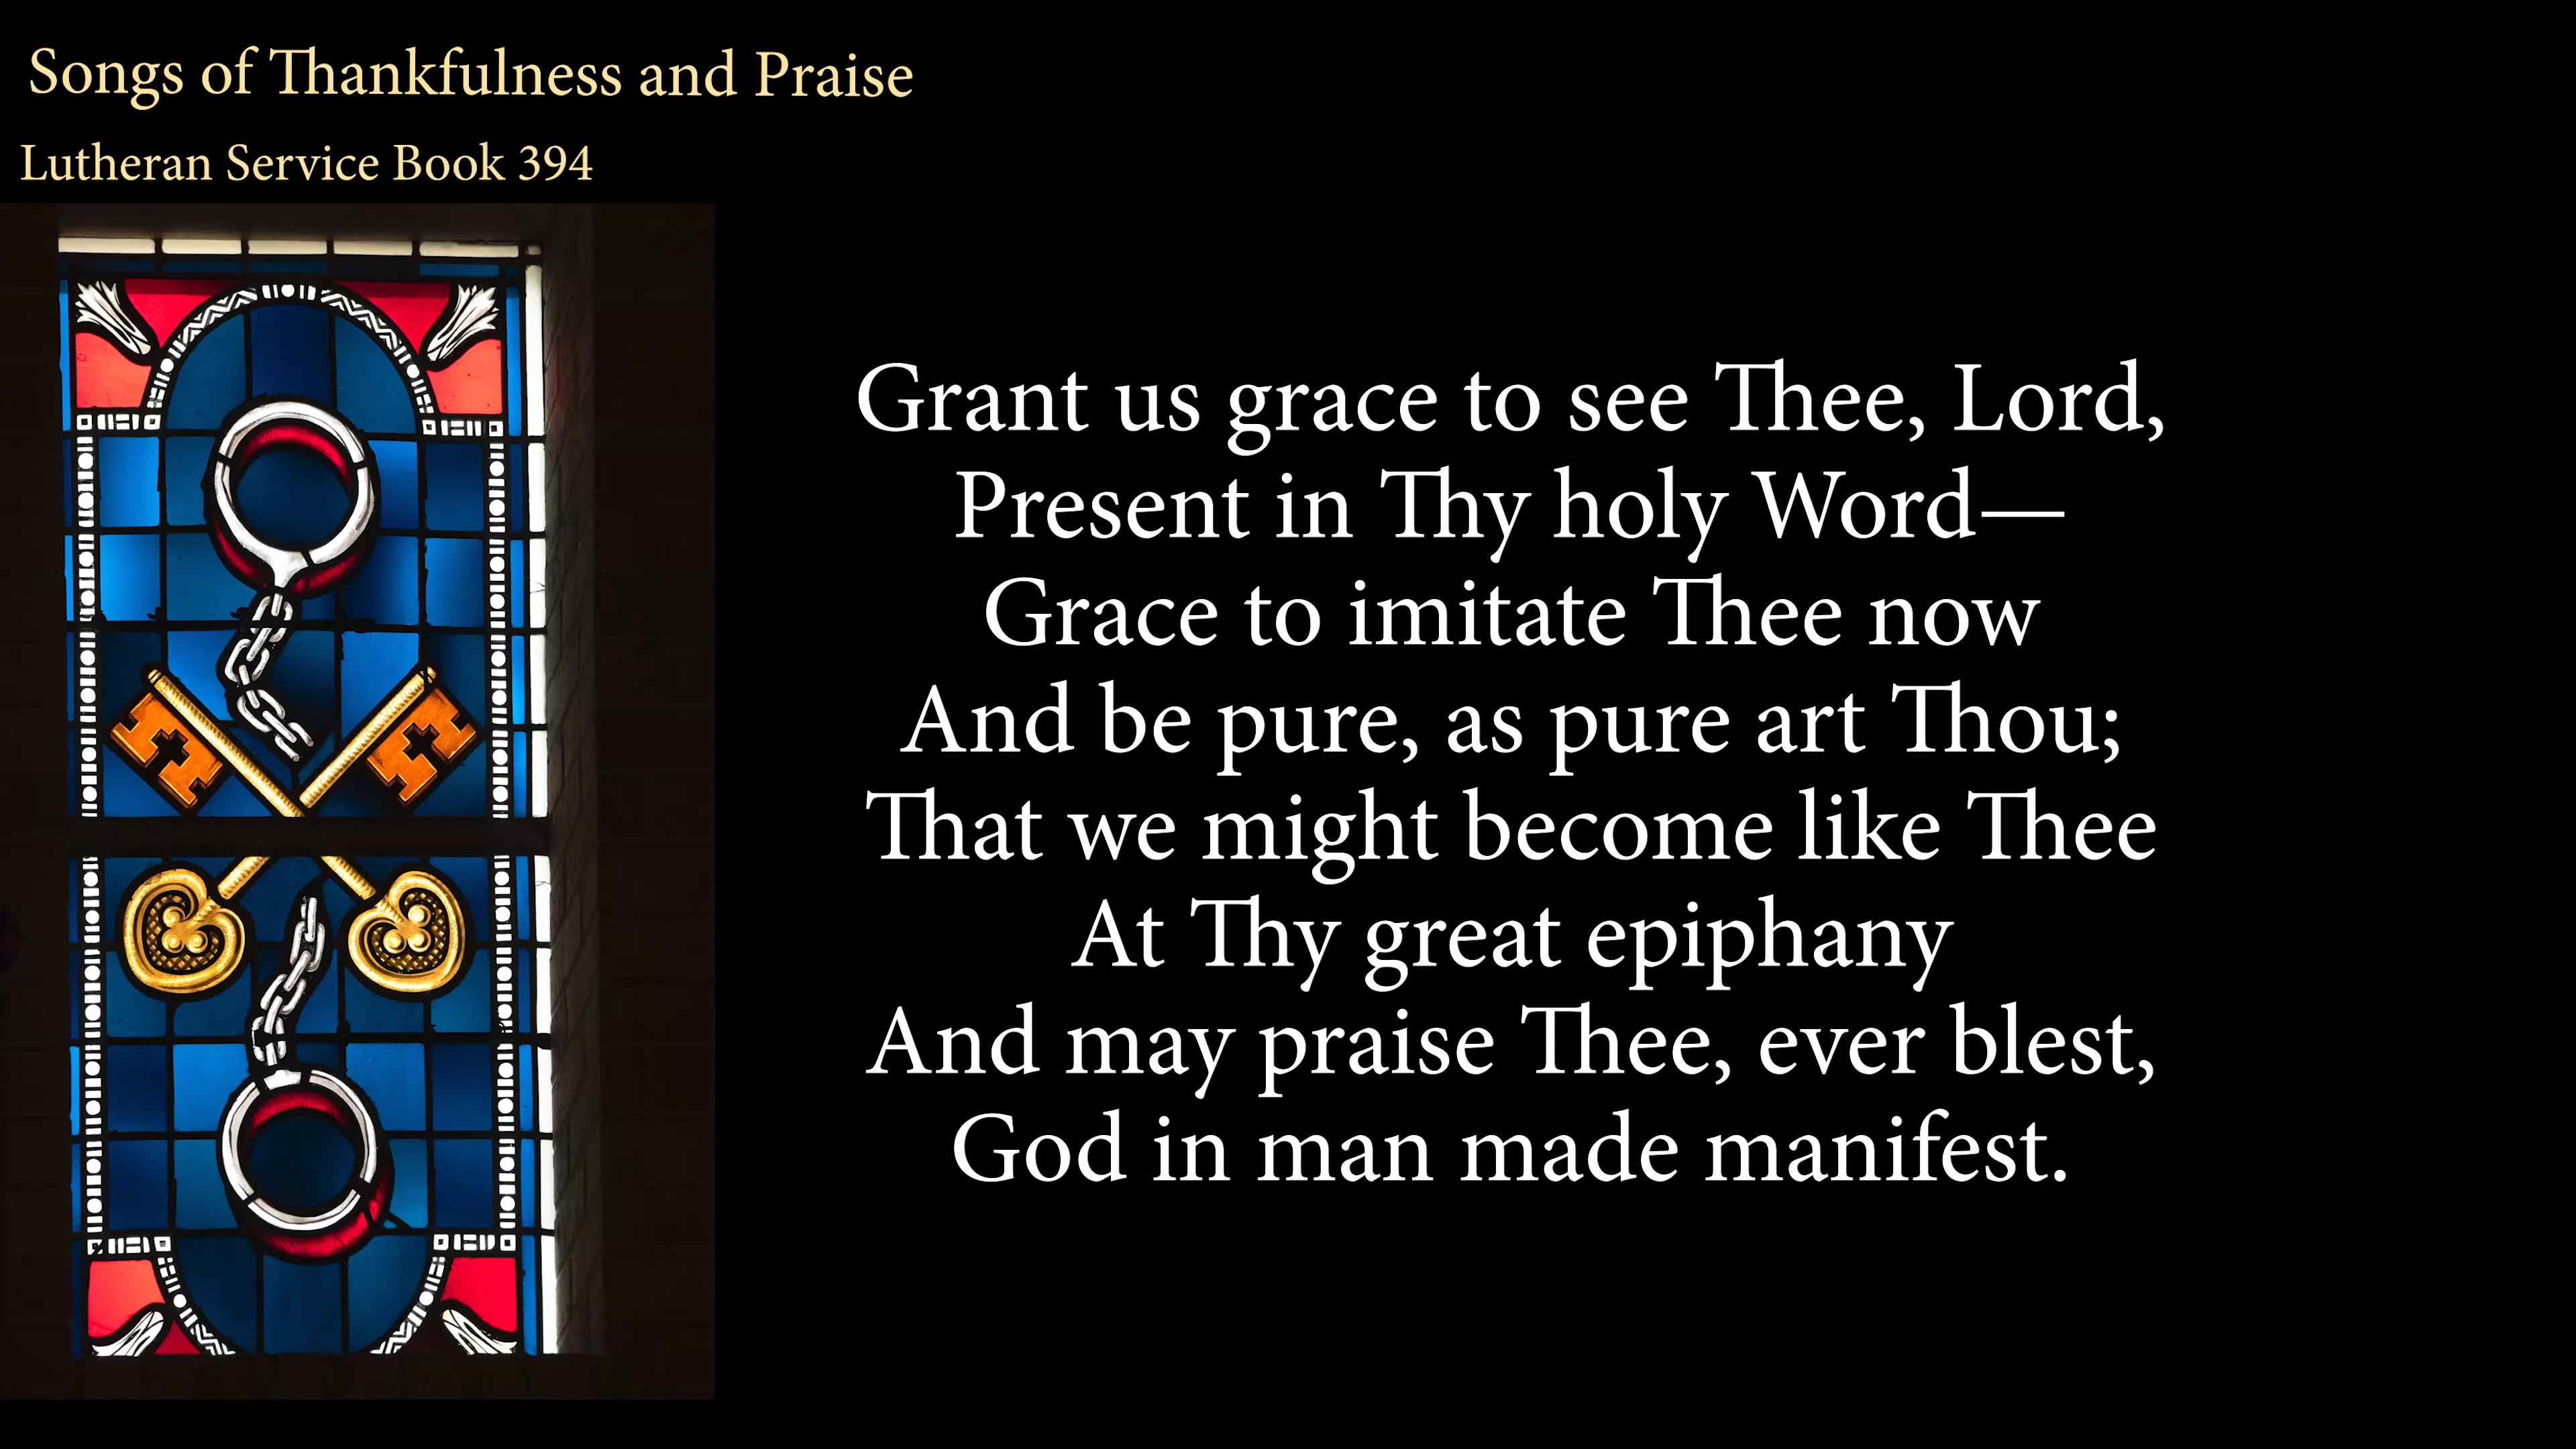 Songs of Thankfulness and Praise
Lutheran Service Book 394
Grant us grace to see Thee, Lord,
Present in Thy holy Word—
Grace to imitate Thee now
And be pure, as pure art Thou;
That we might become like Thee
At Thy great epiphany
And may praise Thee, ever blest,
God in man made manifest.